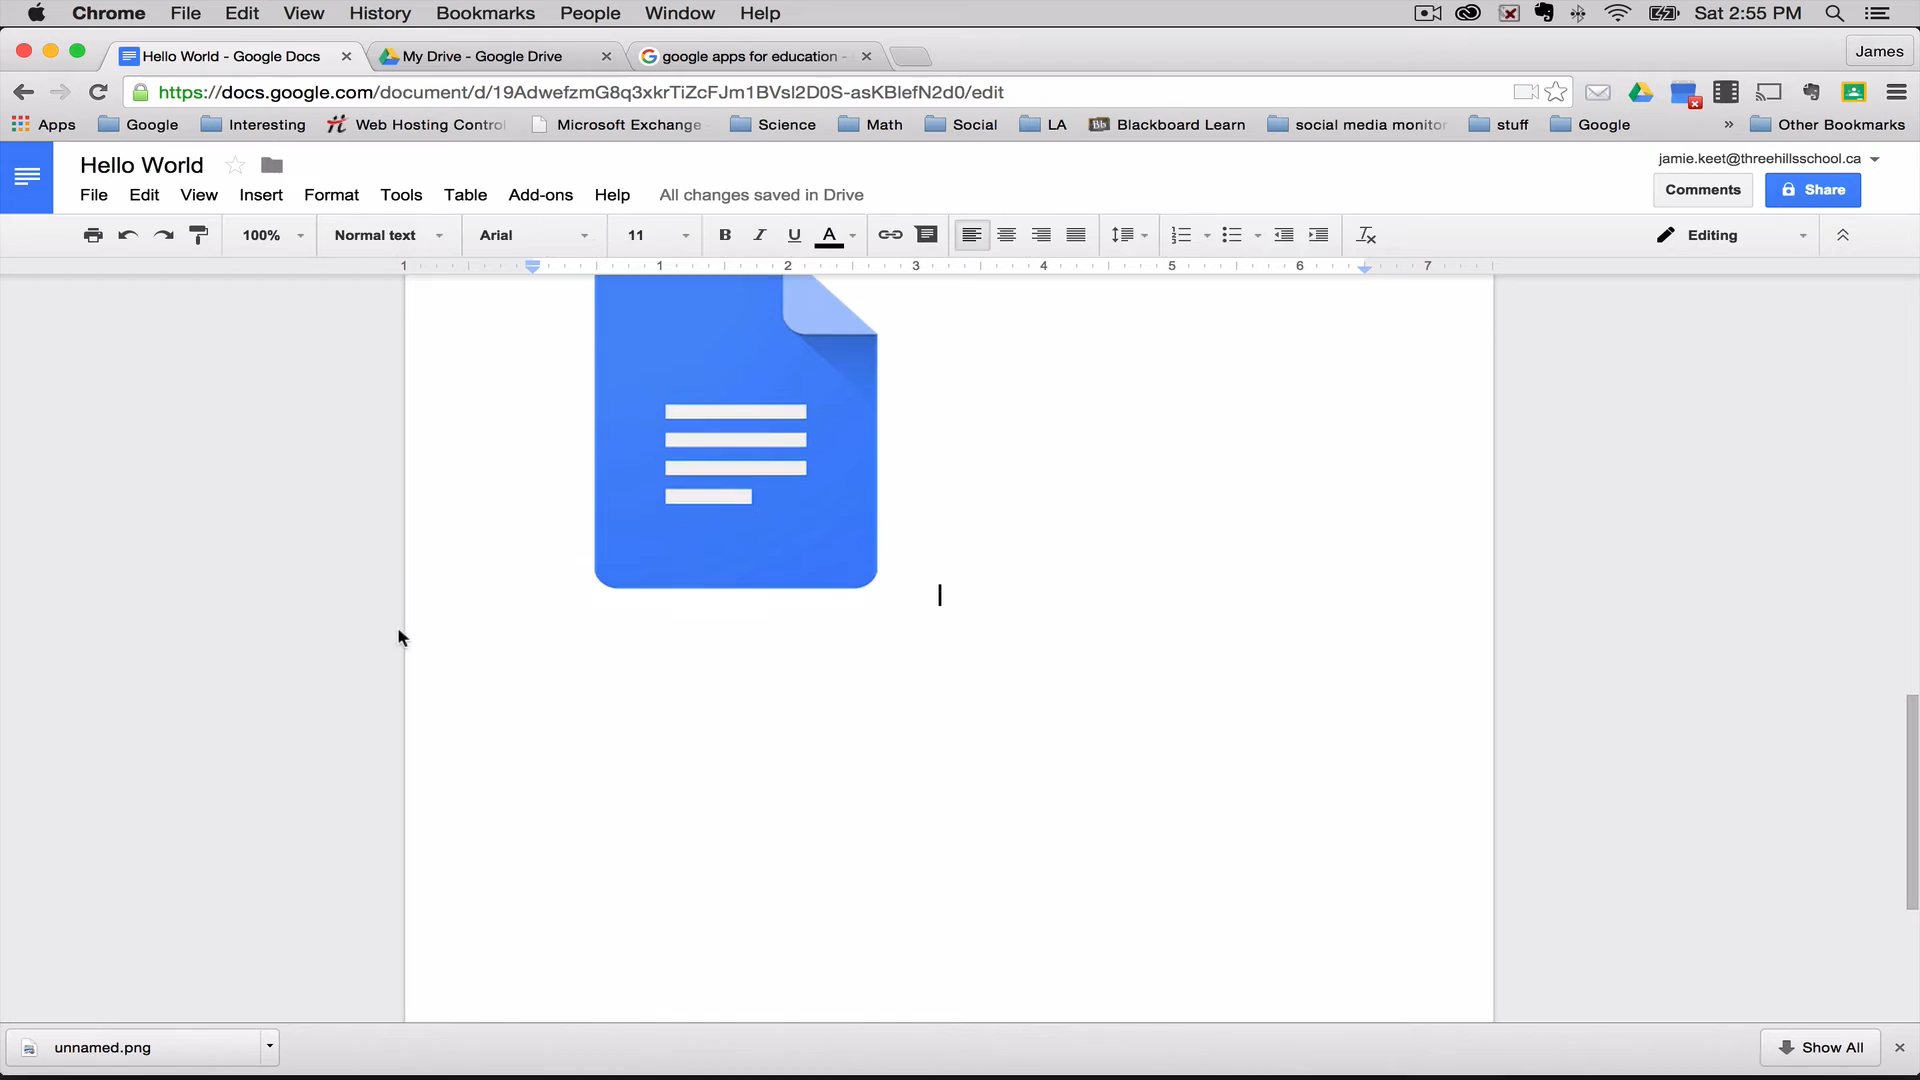 Chrome File Edit View History Bookmarks People Window Help Sat 2:55 PM
Hello World - Google Docs My Drive - Google Drive google apps for education - James
https://docs.google.com/document/d/19AdwefzmG8q3xkrTiZcFJm1BVsl2D0S-asKBlefN2d0/edit
Apps Google Interesting Web Hosting Contro Microsoft Exchange Science Math Social LA Bb Blackboard Learn social media monitor stuff Google » Other Bookmarks
Hello World jamie.keet@threehillsschool.ca
File Edit View Insert Format Tools Table Add-ons Help All changes saved in Drive Comments Share
100% Normal text Arial 11 B I U A Editing
1 1 2 3 4 5 6 7
unnamed.png Show All